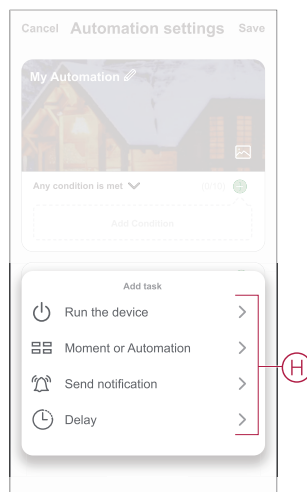 Cancel Automation settings Save
My Automation
Any condition is met (0/10)
Add Condition
Add task
Run the device
Moment or Automation
Send notification
Delay
H